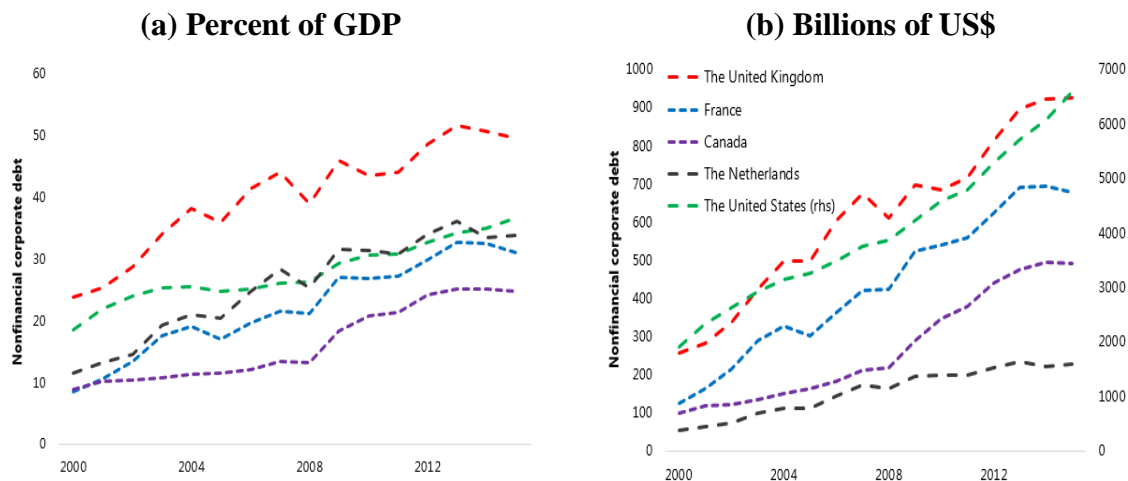 (a) Percent of GDP
Nonfinancial corporate debt
60
50
40
30
20
10
0
2000 2004 2008 2012
(b) Billions of US$
Nonfinancial corporate debt
1000
900
800
700
600
500
400
300
200
100
0
The United Kingdom
France
Canada
The Netherlands
The United States (rhs)
7000
6000
5000
4000
3000
2000
1000
0
2000 2004 2008 2012